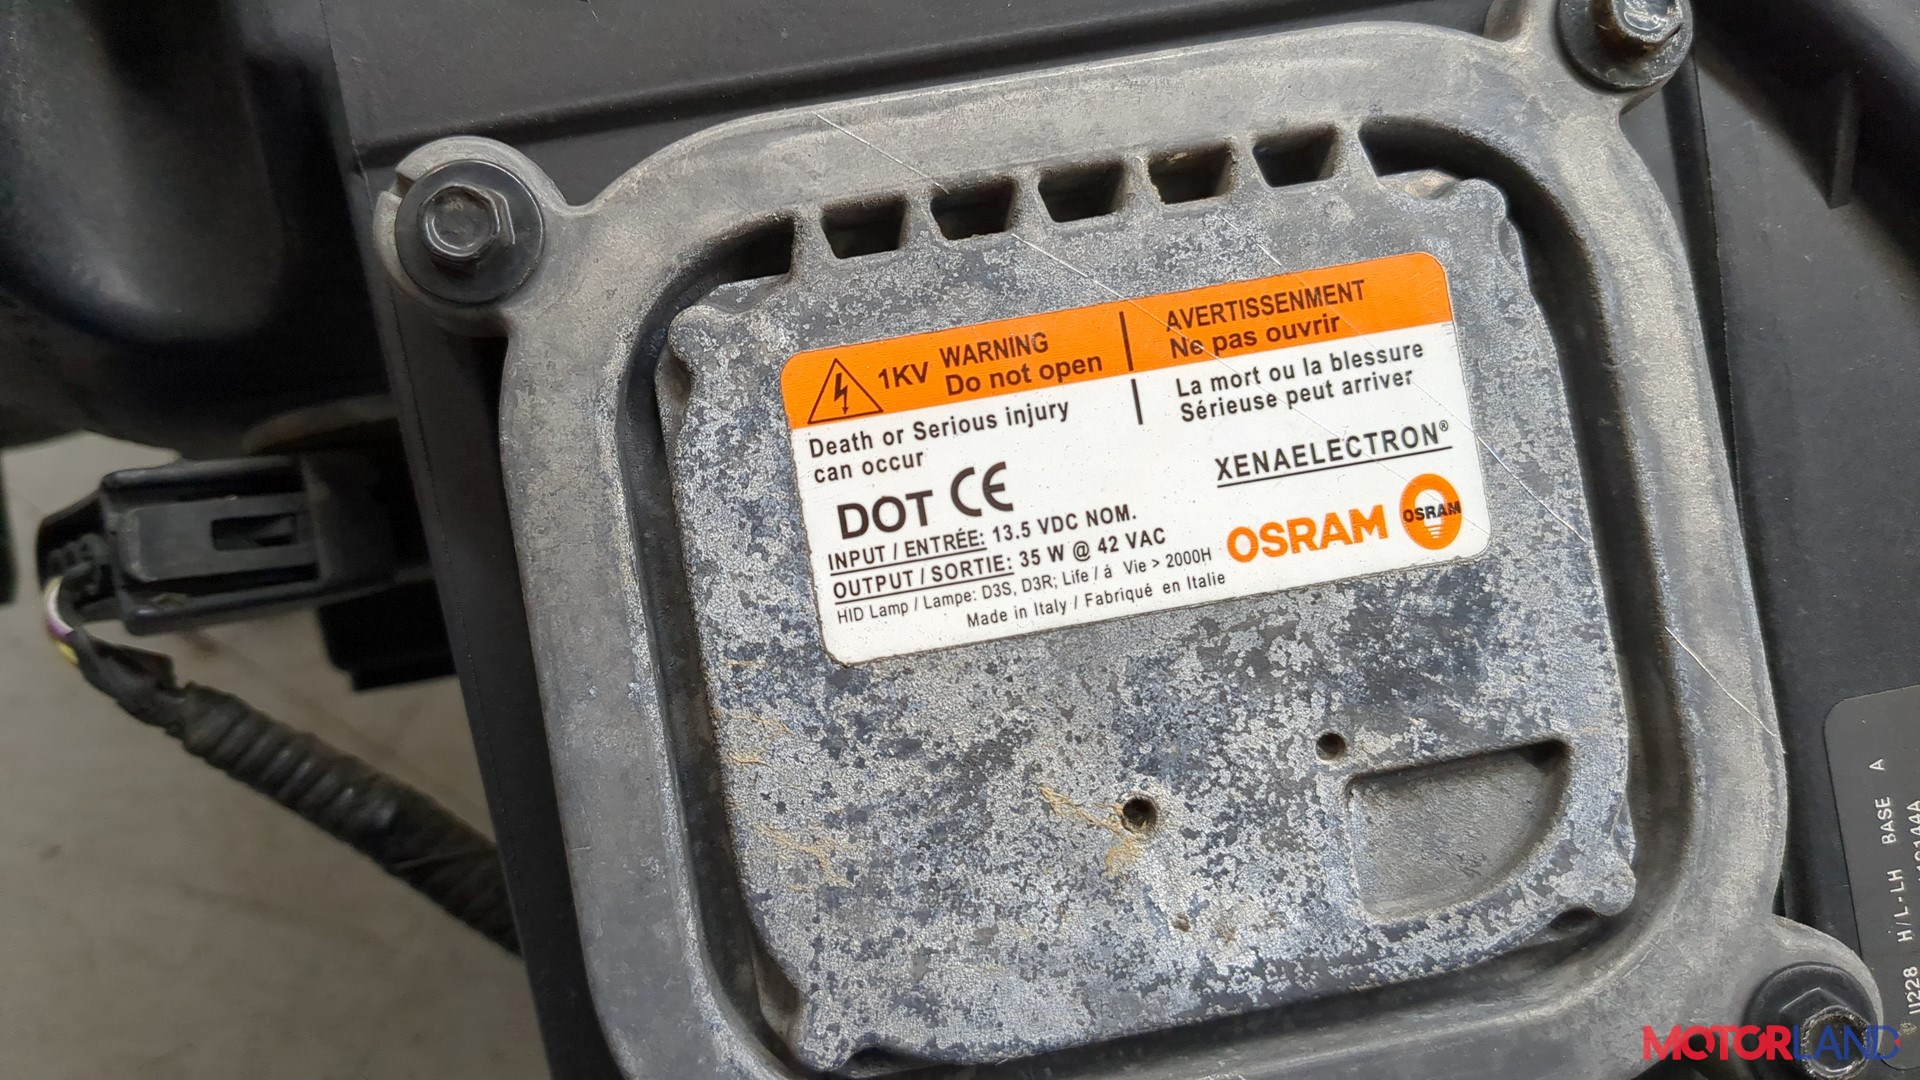 1KV WARNING
Do not open
AVERTISSENMENT
Ne pas ouvrir
Death or Serious injury
can occur
La mort ou la blessure
Sérieuse peut arriver
DOT CE
XENAELECTRON®
INPUT / ENTRÉE: 13.5 VDC NOM.
OUTPUT / SORTIE: 35 W @ 42 VAC
OSRAM
OSRAM
HID Lamp / Lampe: D3S, D3R; Life / á Vie > 2000H
Made in Italy / Fabriqué en Italie
U228 H/L-LH BASE A
MOTORLAND